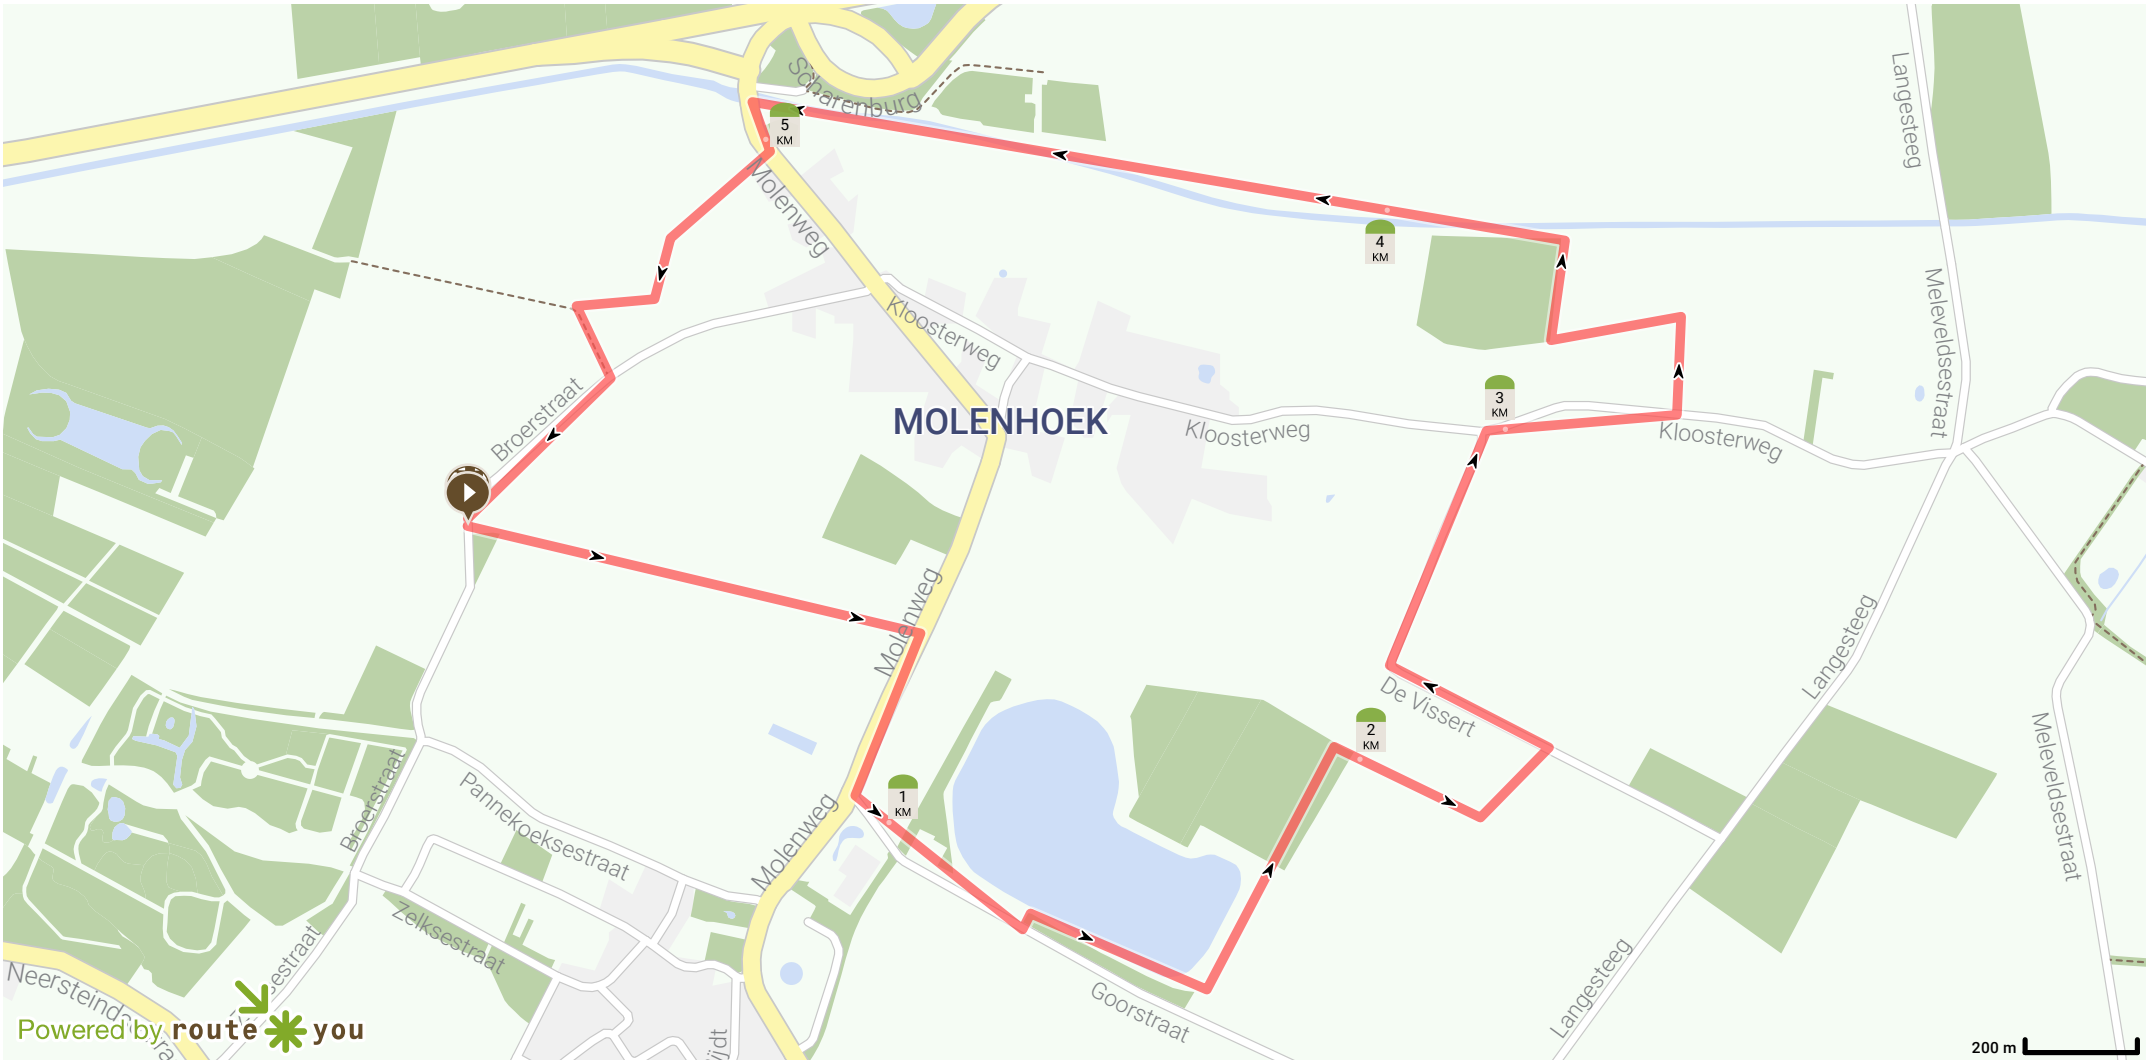 Scharenburg
Langesteeg
5
KM
Molenweg
4
KM
Kloosterweg
Meleveldsestraat
3
KM
Broerstraat
MOLENHOEK
Kloosterweg
Kloosterweg
Molenweg
Langesteeg
De Vissert
2
KM
Meleveldsestraat
1
KM
Broerstraat
Pannekoeksestraat
Molenweg
Zelksestraat
Langesteeg
Goorstraat
Powered by route you
200 m